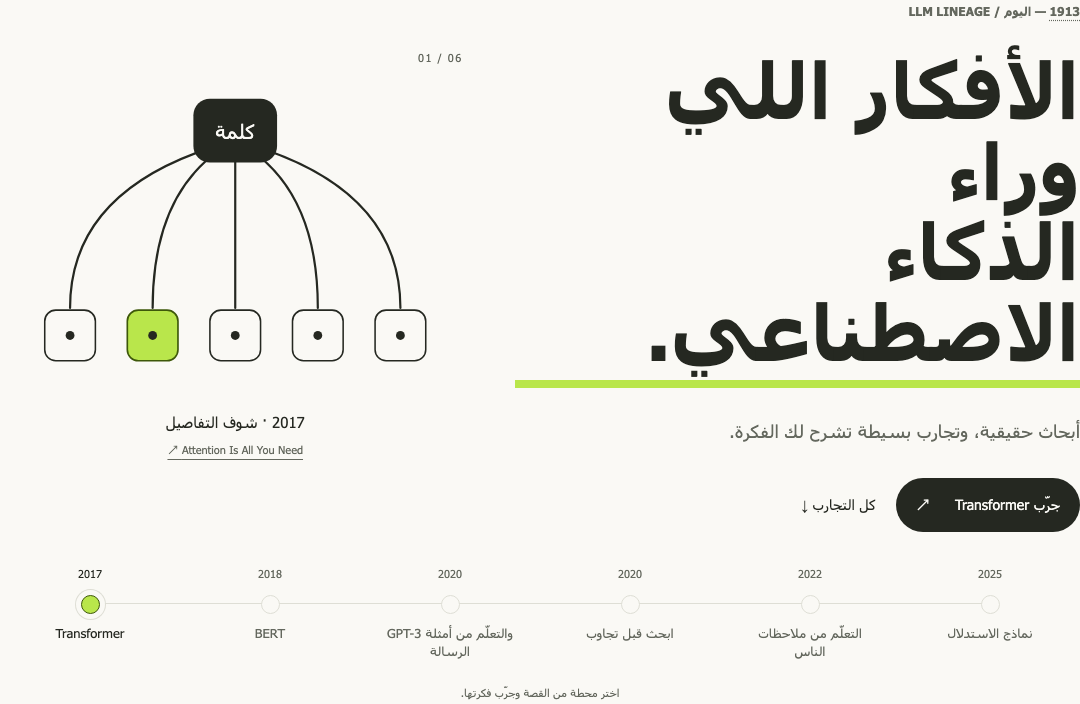 1913 — اليوم / LLM LINEAGE
الأفكار اللي
وراء
الذكاء
الاصطناعي.
أبحاث حقيقية، وتجارب بسيطة تشرح لك الفكرة.
جرّب Transformer ↗
كل التجارب ↓
01 / 06
كلمة
2017 · شوف التفاصيل
Attention Is All You Need ↗
2017
Transformer
2018
BERT
2020
GPT-3 والتعلّم من أمثلة
الرسالة
2020
ابحث قبل تجاوب
2022
التعلّم من ملاحظات
الناس
2025
نماذج الاستدلال
اختر محطة من القصة وجرّب فكرتها.